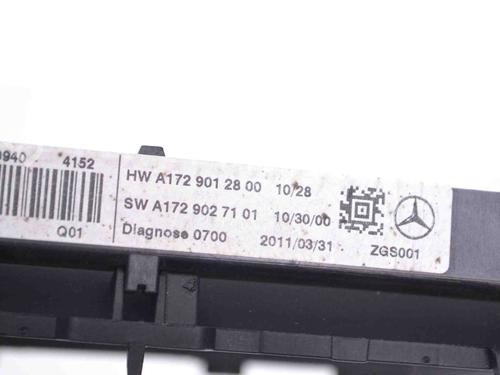 0940 4152
Q01
HW A172 901 28 00 10/28
SW A172 902 71 01 10/30/00
Diagnose 0700 2011/03/31
ZGS001